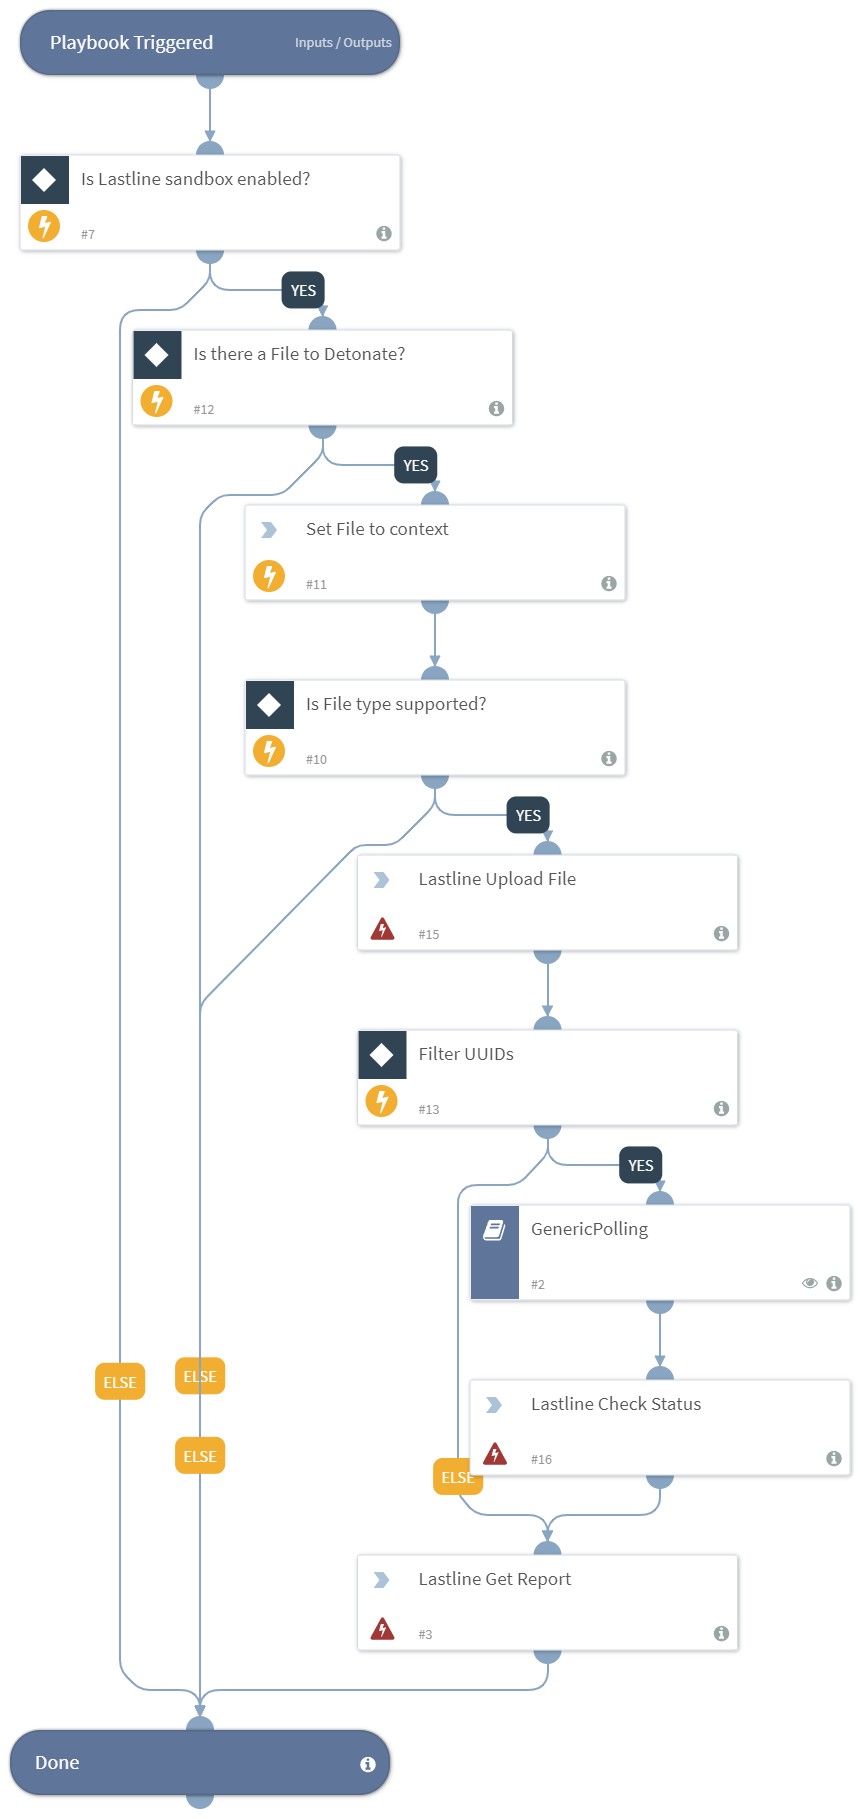 Playbook Triggered
Inputs / Outputs
Is Lastline sandbox enabled?
#7
YES
Is there a File to Detonate?
#12
YES
Set File to context
#11
Is File type supported?
#10
YES
Lastline Upload File
#15
Filter UUIDs
#13
YES
GenericPolling
#2
ELSE
ELSE
Lastline Check Status
ELSE
#16
ELSE
Lastline Get Report
#3
Done